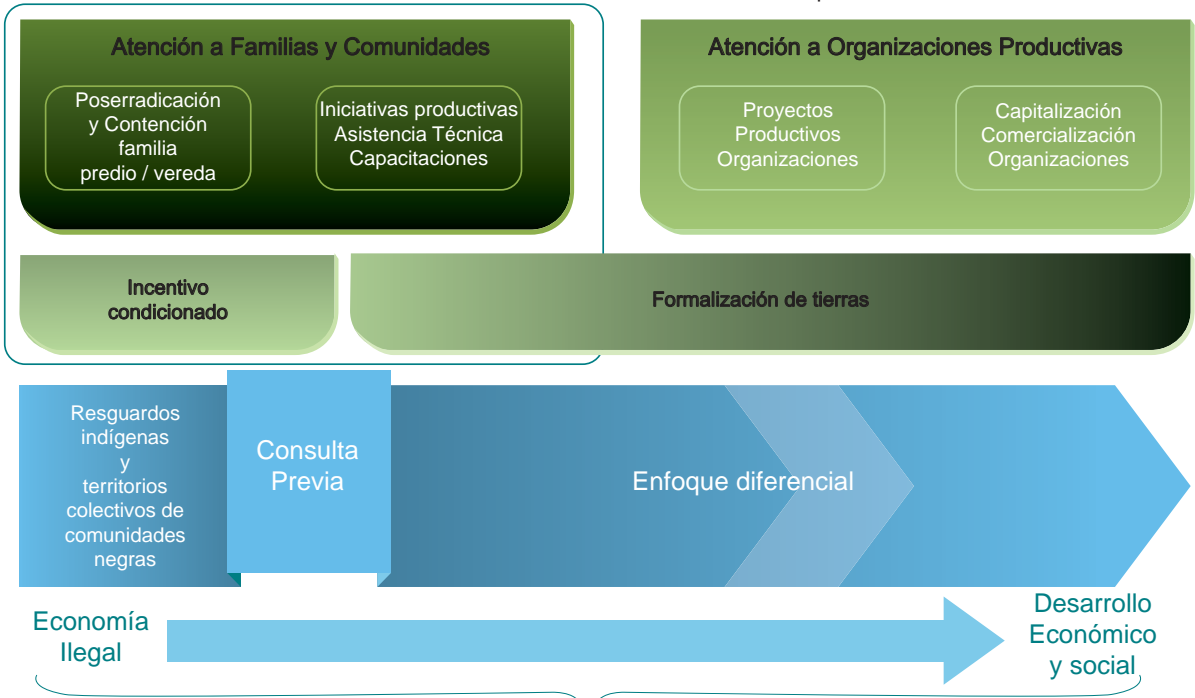 Atención a Familias y Comunidades
Poserradicación
y Contención
familia
predio / vereda
Iniciativas productivas
Asistencia Técnica
Capacitaciones
Atención a Organizaciones Productivas
Proyectos
Productivos
Organizaciones
Capitalización
Comercialización
Organizaciones
Incentivo
condicionado
Formalización de tierras
Resguardos
indígenas
y
territorios
colectivos de
comunidades
negras
Consulta
Previa
Enfoque diferencial
Economía
Ilegal
Desarrollo
Económico
y social